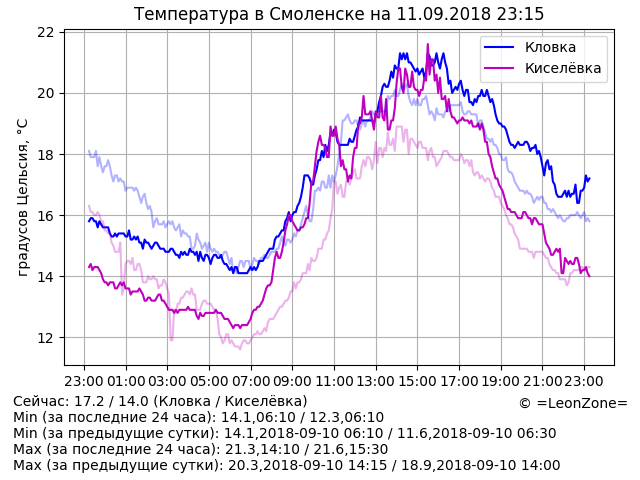 Температура в Смоленске на 11.09.2018 23:15
22
20
18
16
14
12
градусов Цельсия, °C
Кловка
Киселёвка
23:00 01:00 03:00 05:00 07:00 09:00 11:00 13:00 15:00 17:00 19:00 21:00 23:00
Сейчас: 17.2 / 14.0 (Кловка / Киселёвка)
© =LeonZone=
Min (за последние 24 часа): 14.1,06:10 / 12.3,06:10
Min (за предыдущие сутки): 14.1,2018-09-10 06:10 / 11.6,2018-09-10 06:30
Max (за последние 24 часа): 21.3,14:10 / 21.6,15:30
Max (за предыдущие сутки): 20.3,2018-09-10 14:15 / 18.9,2018-09-10 14:00